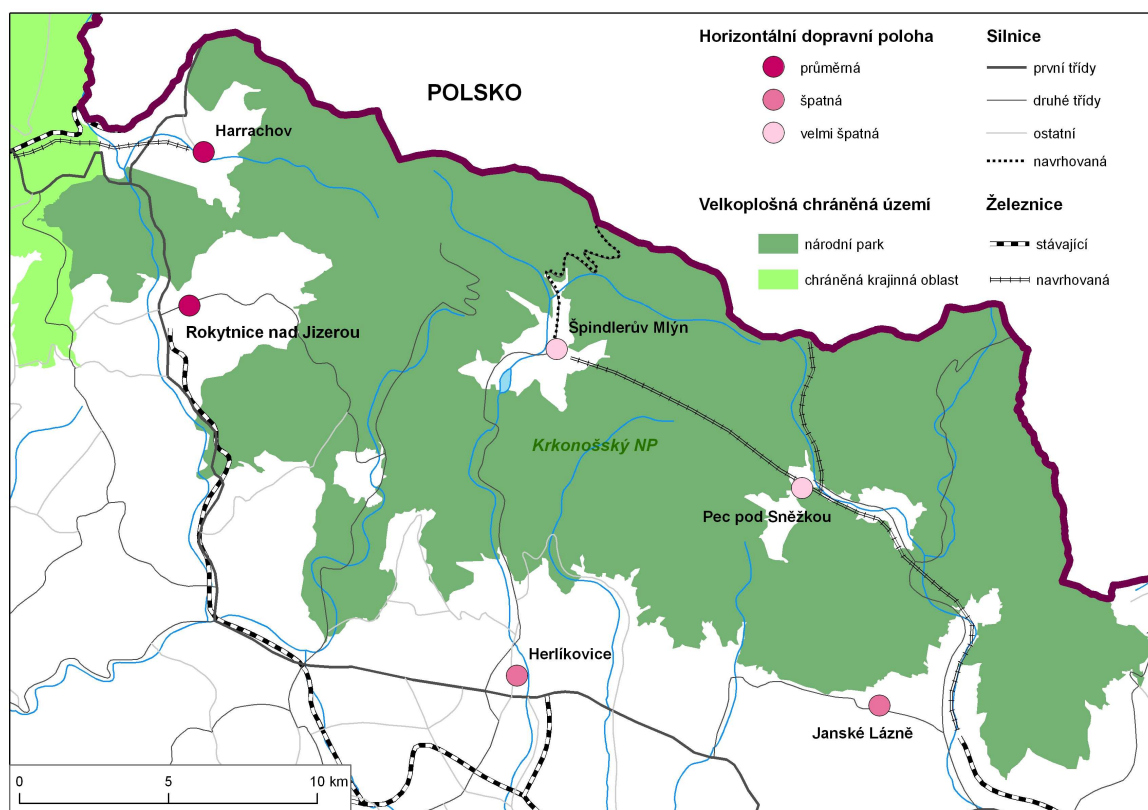 Horizontální dopravní poloha
průměrná
špatná
velmi špatná
Silnice
první třídy
druhé třídy
ostatní
navrhovaná
Velkoplošná chráněná území
národní park
chráněná krajinná oblast
Železnice
stávající
navrhovaná
POLSKO
Harrachov
Rokytnice nad Jizerou
Špindlerův Mlýn
Krkonošský NP
Pec pod Sněžkou
Herlíkovice
Janské Lázně
0 5 10 km